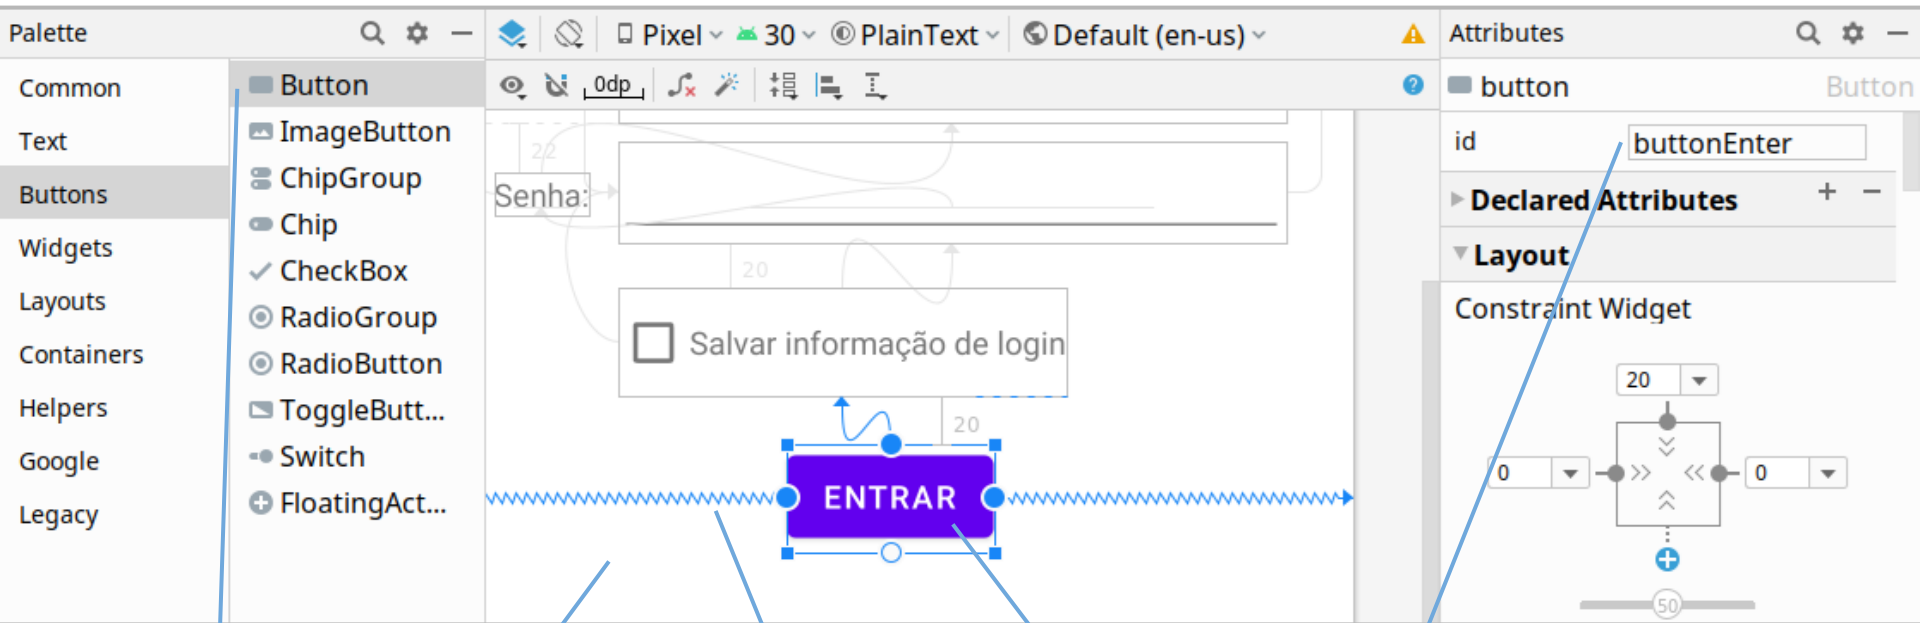 Palette
Common
Text
Buttons
Widgets
Layouts
Containers
Helpers
Google
Legacy
Button
ImageButton
ChipGroup
Chip
CheckBox
RadioGroup
RadioButton
ToggleButt...
Switch
FloatingAct...
Pixel 30 PlainText Default (en-us)
0dp
22
Senha:
20
Salvar informação de login
20
ENTRAR
Attributes
button Button
id buttonEnter
Declared Attributes
Layout
Constraint Widget
20
0 0
50